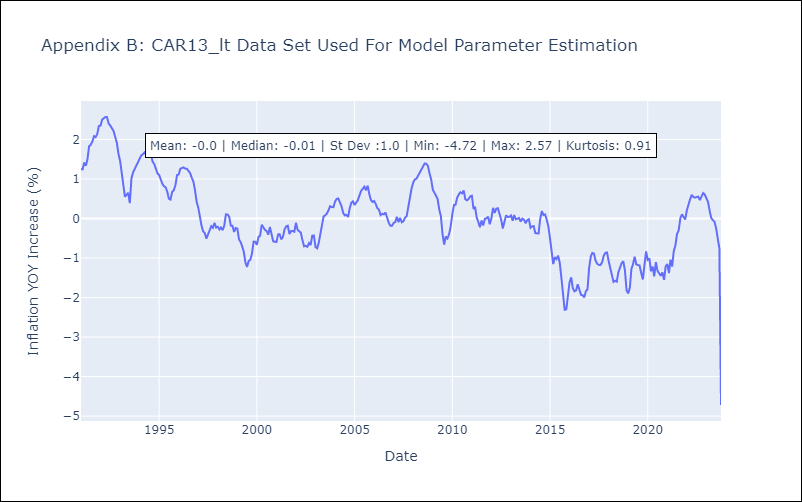 Appendix B: CAR13_lt Data Set Used For Model Parameter Estimation
Mean: -0.0 | Median: -0.01 | St Dev :1.0 | Min: -4.72 | Max: 2.57 | Kurtosis: 0.91
Inflation YOY Increase (%)
2
1
0
−1
−2
−3
−4
−5
1995 2000 2005 2010 2015 2020
Date